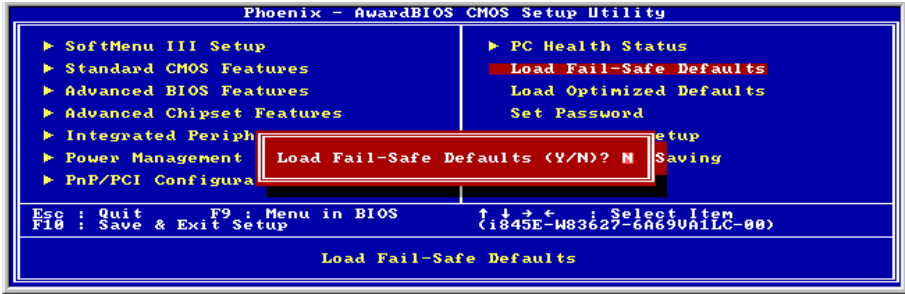 Phoenix - AwardBIOS CMOS Setup Utility
► SoftMenu III Setup
► Standard CMOS Features
► Advanced BIOS Features
► Advanced Chipset Features
► Integrated Periph
► Power Management
► PnP/PCI Configura
► PC Health Status
Load Fail-Safe Defaults
Load Optimized Defaults
Set Password
etup
Saving
Load Fail-Safe Defaults (Y/N)? N
Esc : Quit F9 : Menu in BIOS ↑ ↓ → ← : Select Item
F10 : Save & Exit Setup (i845E-W83627-6A69VA1LC-00)
Load Fail-Safe Defaults